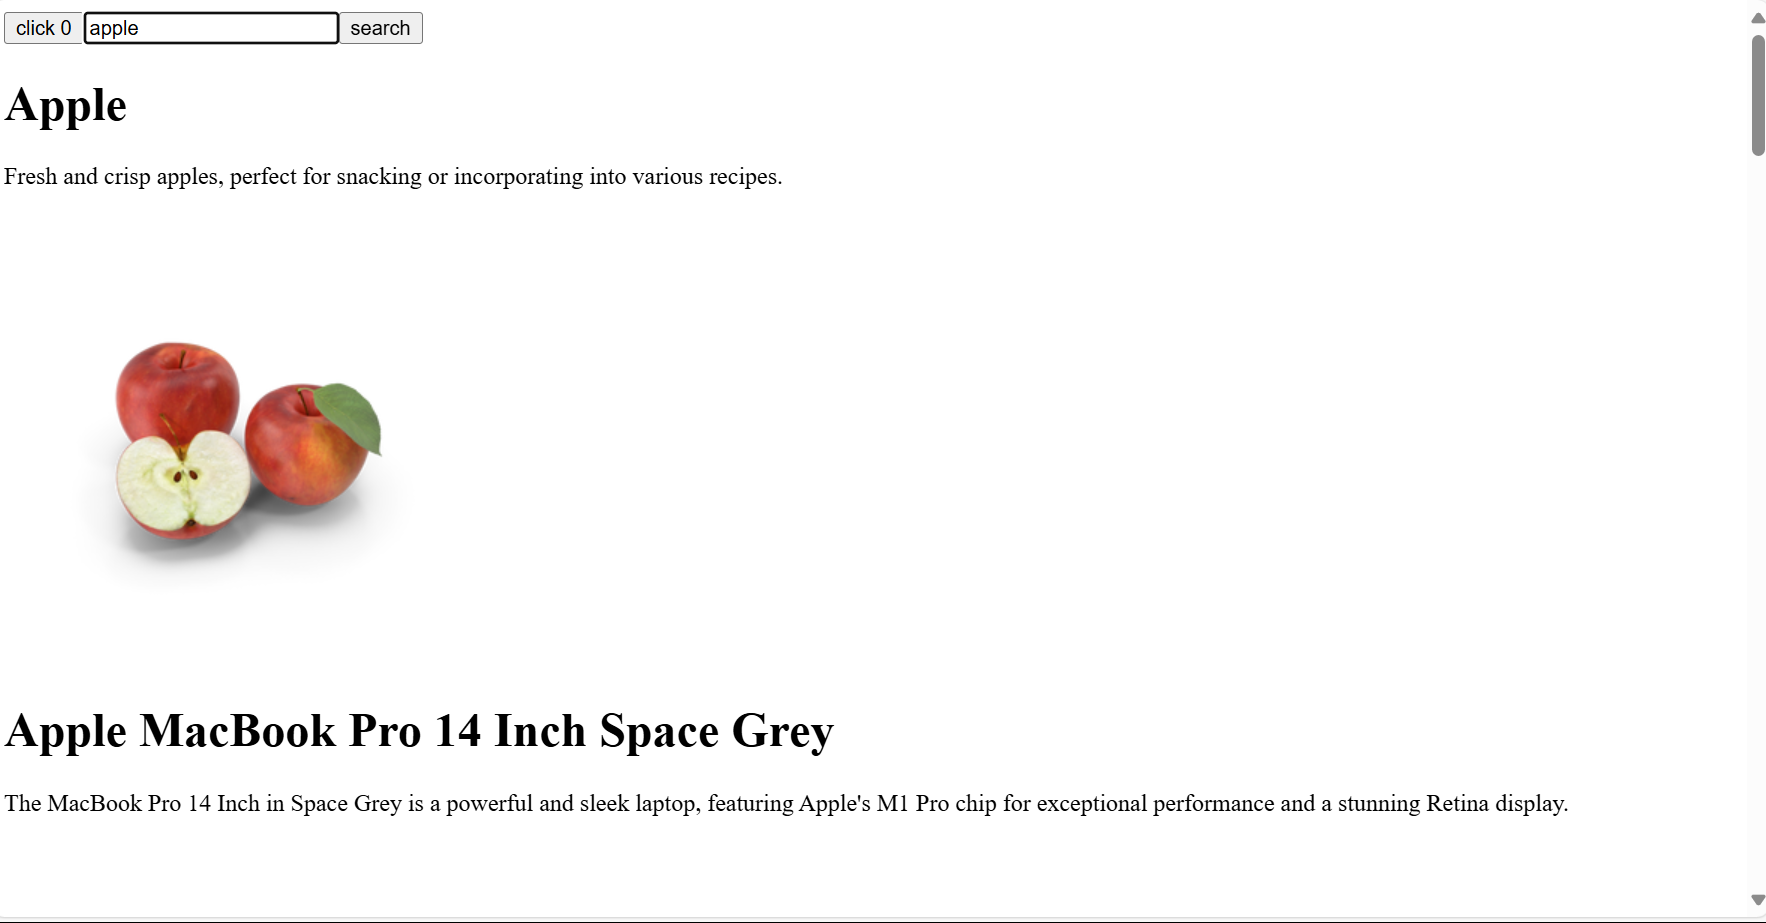 click 0 apple search
Apple
Fresh and crisp apples, perfect for snacking or incorporating into various recipes.
Apple MacBook Pro 14 Inch Space Grey
The MacBook Pro 14 Inch in Space Grey is a powerful and sleek laptop, featuring Apple's M1 Pro chip for exceptional performance and a stunning Retina display.